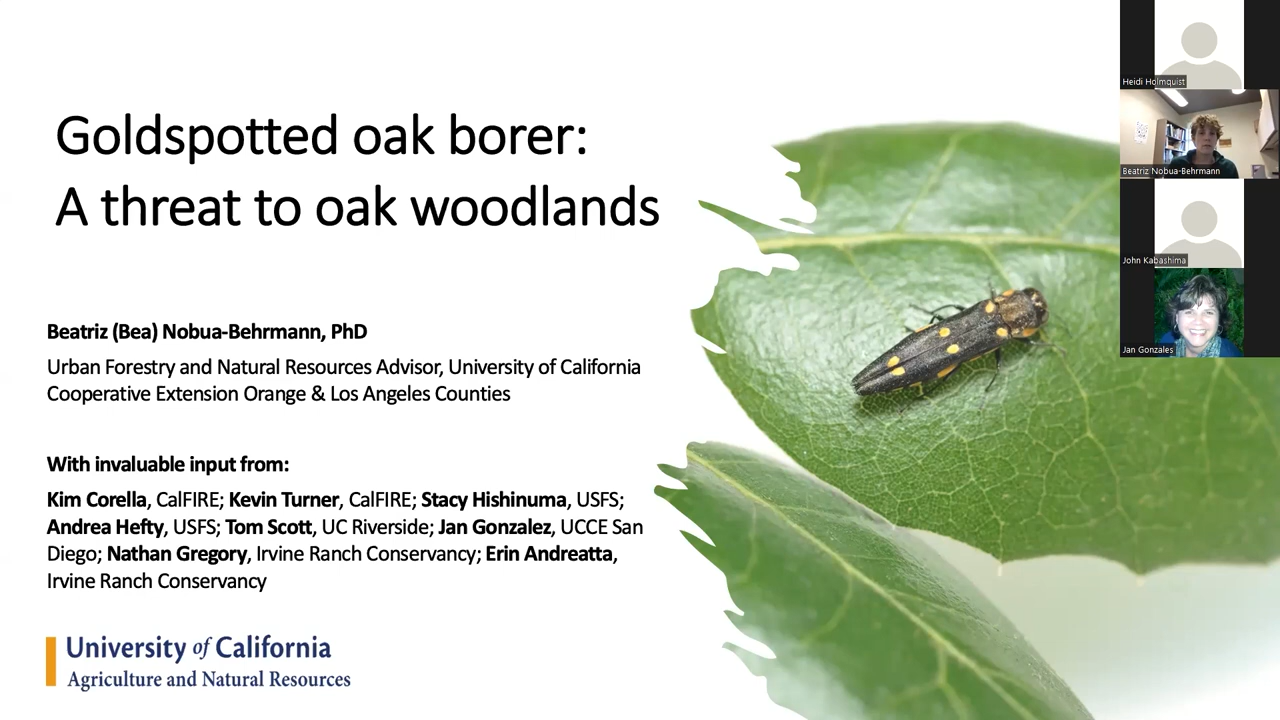 Goldspotted oak borer:
A threat to oak woodlands
Beatriz (Bea) Nobua-Behrmann, PhD
Urban Forestry and Natural Resources Advisor, University of California
Cooperative Extension Orange & Los Angeles Counties
With invaluable input from:
Kim Corella, CalFIRE; Kevin Turner, CalFIRE; Stacy Hishinuma, USFS;
Andrea Hefty, USFS; Tom Scott, UC Riverside; Jan Gonzalez, UCCE San
Diego; Nathan Gregory, Irvine Ranch Conservancy; Erin Andreatta,
Irvine Ranch Conservancy
University of California
Agriculture and Natural Resources
Heidi Holmquist
Beatriz Nobua-Behrmann
John Kabashima
Jan Gonzales